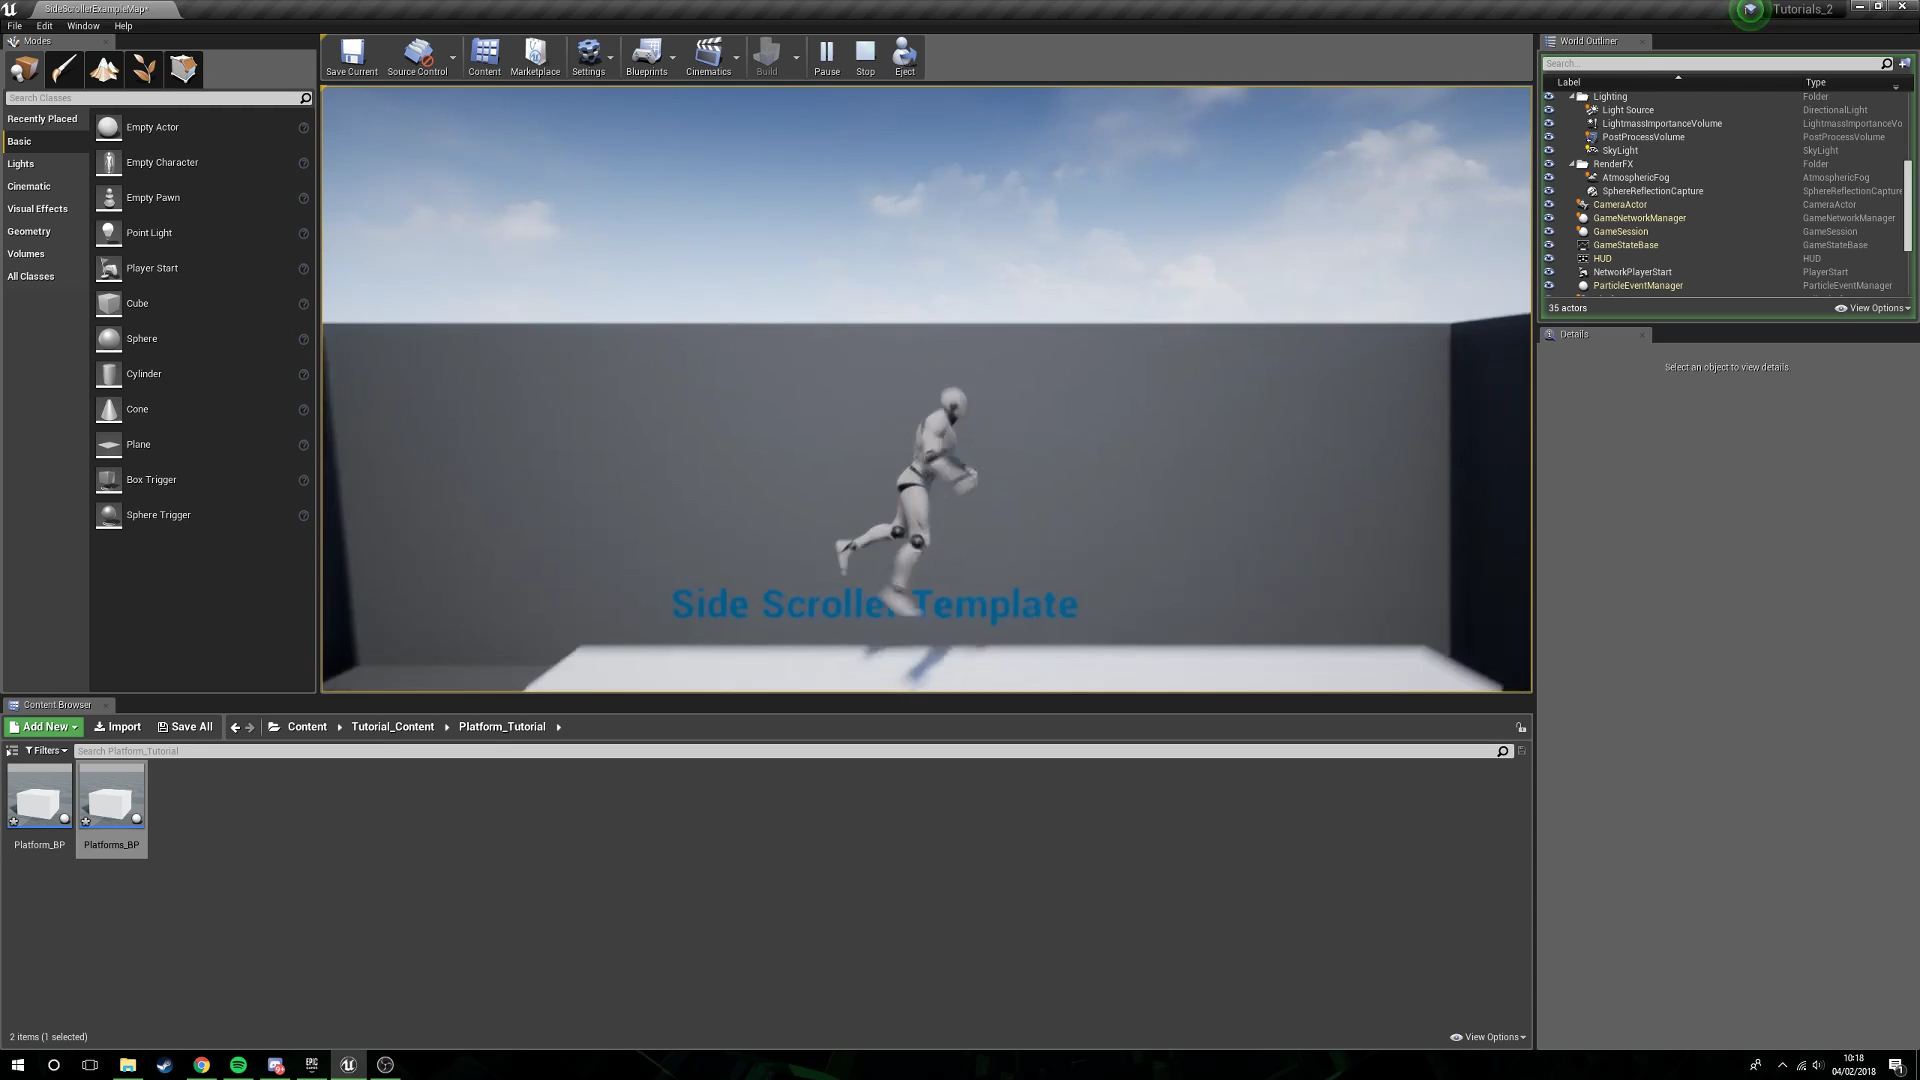 SideScrollerExampleMap*
Tutorials_2
File Edit Window Help
Modes
Save Current
Source Control
Content
Marketplace
Settings
Blueprints
Cinematics
Build
Pause
Stop
Eject
Search Classes
Recently Placed
Basic
Lights
Cinematic
Visual Effects
Geometry
Volumes
All Classes
Empty Actor
Empty Character
Empty Pawn
Point Light
Player Start
Cube
Sphere
Cylinder
Cone
Plane
Box Trigger
Sphere Trigger
Side Scroller Template
World Outliner
Search...
Label Type
Lighting Folder
Light Source DirectionalLight
LightmassImportanceVolume LightmassImportanceVo
PostProcessVolume PostProcessVolume
SkyLight SkyLight
RenderFX Folder
AtmosphericFog AtmosphericFog
SphereReflectionCapture SphereReflectionCapture
CameraActor CameraActor
GameNetworkManager GameNetworkManager
GameSession GameSession
GameStateBase GameStateBase
HUD HUD
NetworkPlayerStart PlayerStart
ParticleEventManager ParticleEventManager
35 actors View Options
Details
Select an object to view details
Content Browser
Add New Import Save All Content Tutorial_Content Platform_Tutorial
Filters Search Platform_Tutorial
Platform_BP Platforms_BP
2 items (1 selected) View Options
10:18
04/02/2018